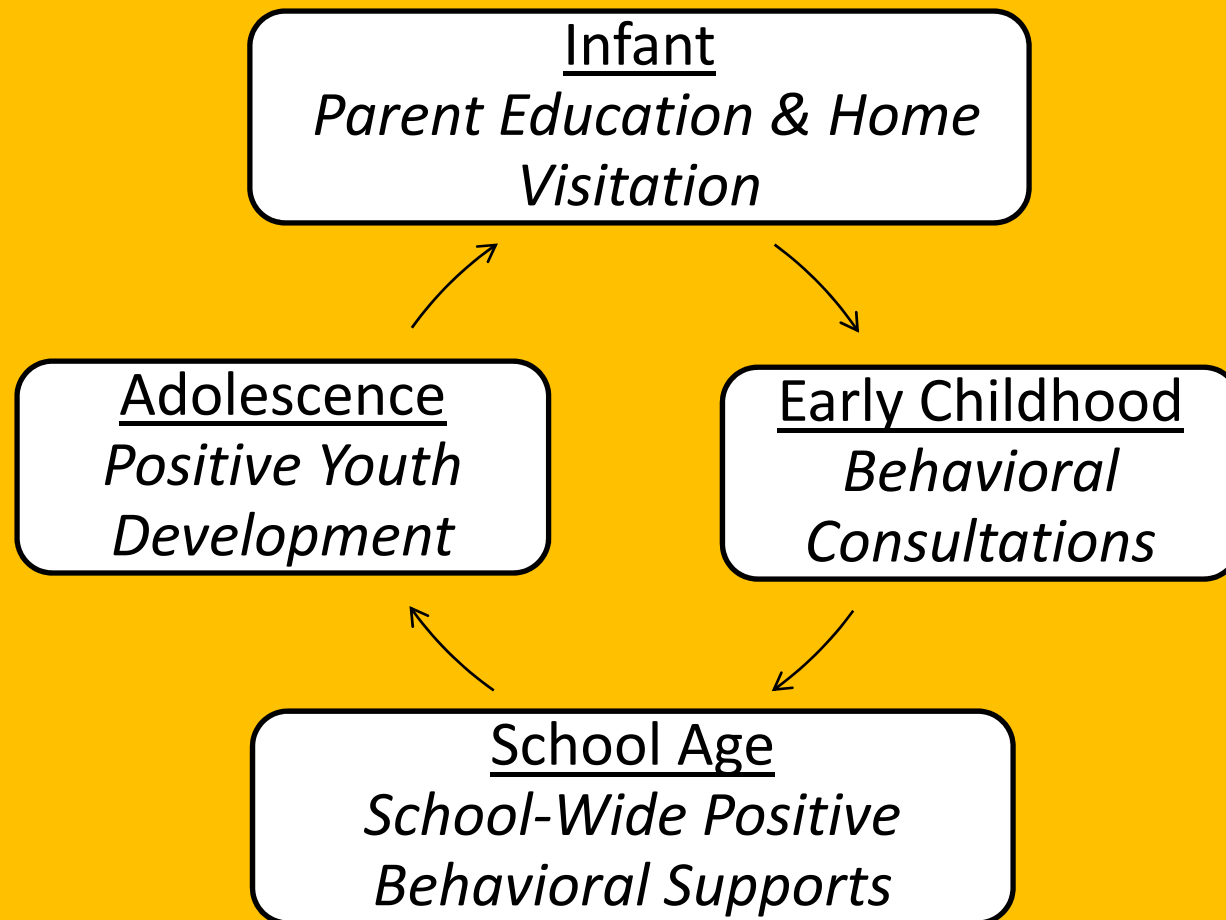 Infant
Parent Education & Home
Visitation
Adolescence
Positive Youth
Development
Early Childhood
Behavioral
Consultations
School Age
School-Wide Positive
Behavioral Supports